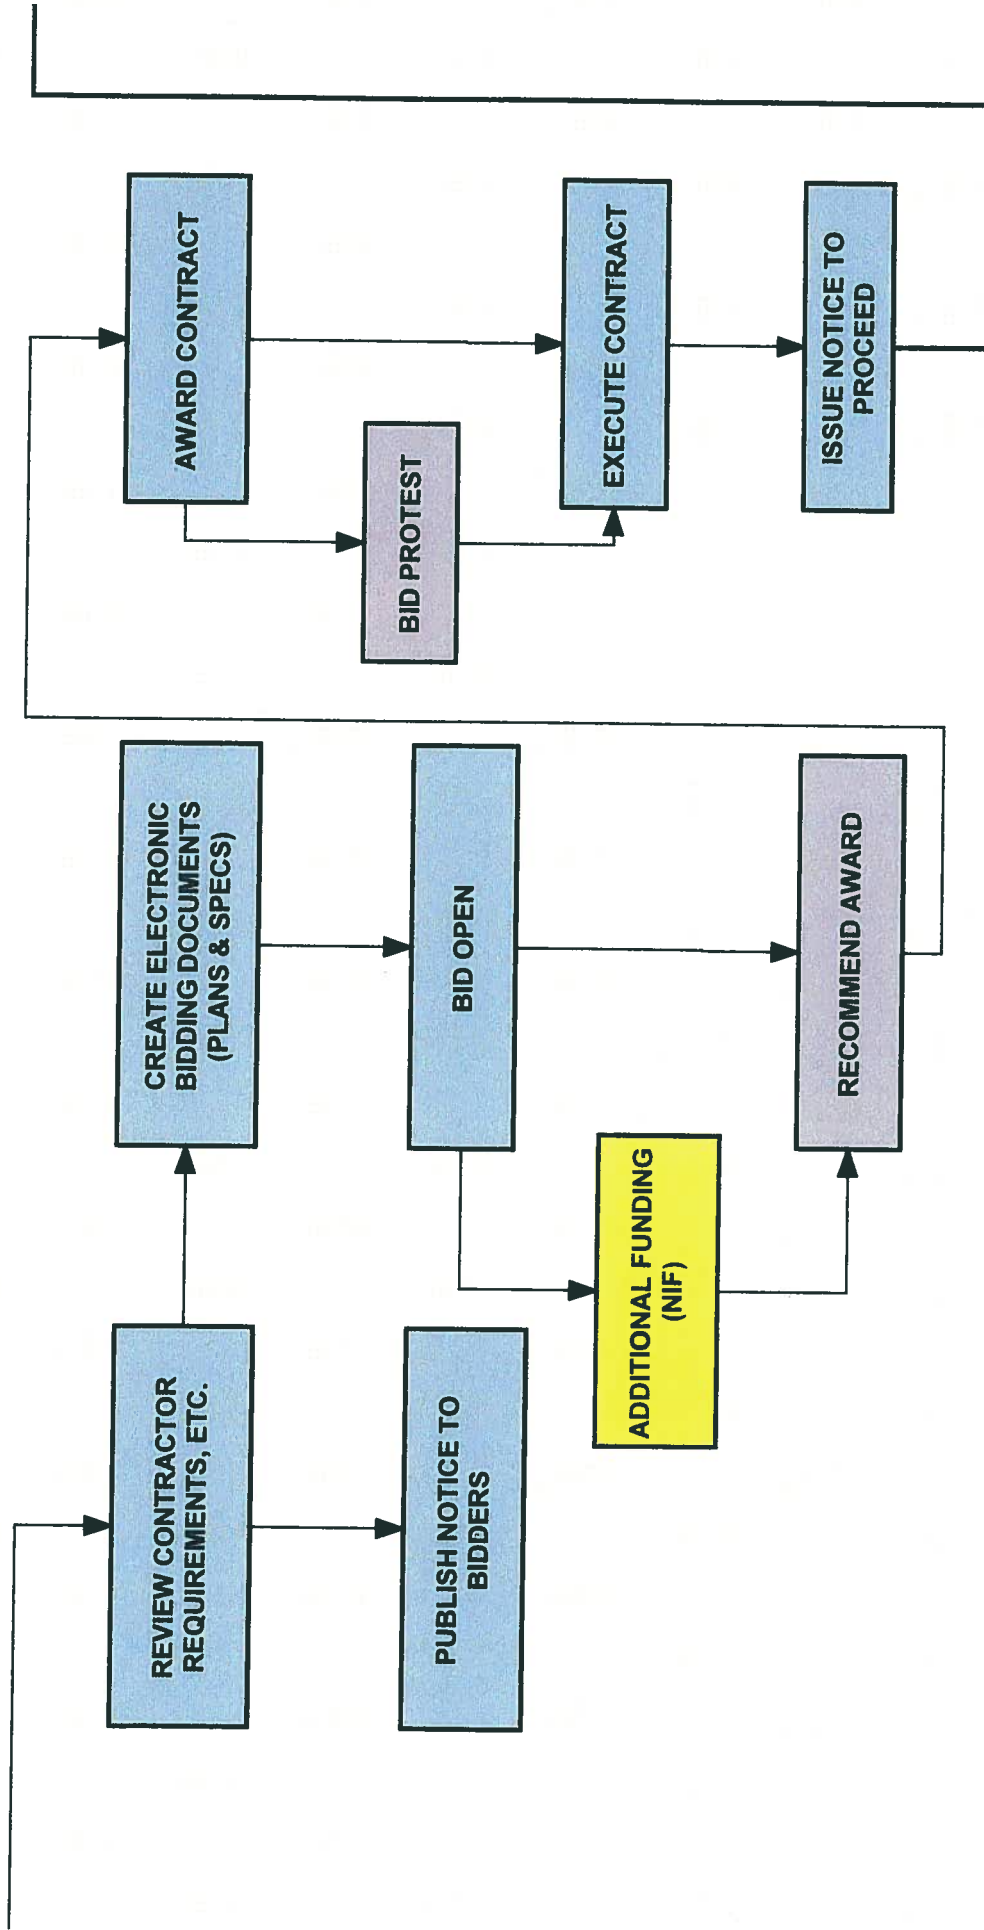 REVIEW CONTRACTOR
REQUIREMENTS, ETC.
PUBLISH NOTICE TO
BIDDERS
CREATE ELECTRONIC
BIDDING DOCUMENTS
(PLANS & SPECS)
BID OPEN
ADDITIONAL FUNDING
(NIF)
RECOMMEND AWARD
AWARD CONTRACT
BID PROTEST
EXECUTE CONTRACT
ISSUE NOTICE TO
PROCEED